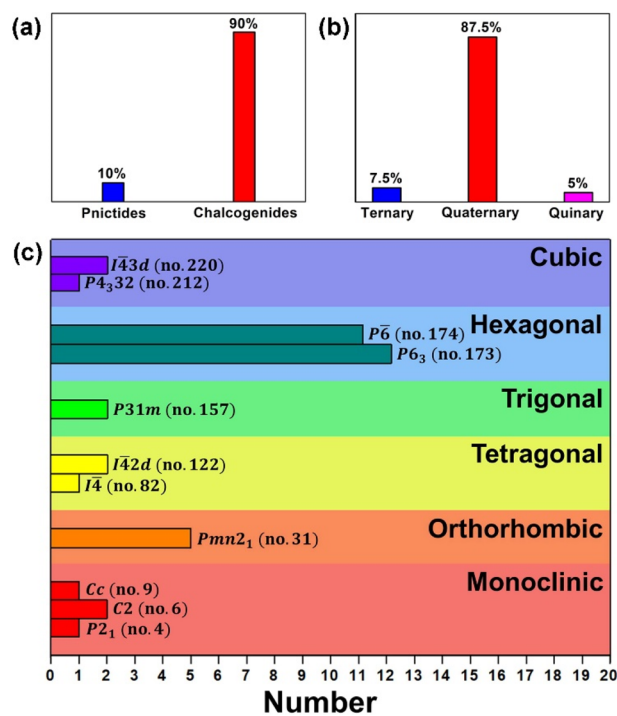 (a)
90%
10%
Pnictides Chalcogenides
(b)
87.5%
7.5%
5%
Ternary Quaternary Quinary
(c)
Cubic
I4̅3d (no. 220)
P4₃32 (no. 212)
Hexagonal
P6̅ (no. 174)
P6₃ (no. 173)
Trigonal
P31m (no. 157)
Tetragonal
I4̅2d (no. 122)
I4̅ (no. 82)
Orthorhombic
Pmn2₁ (no. 31)
Monoclinic
Cc (no. 9)
C2 (no. 6)
P2₁ (no. 4)
0 1 2 3 4 5 6 7 8 9 10 11 12 13 14 15 16 17 18 19 20
Number